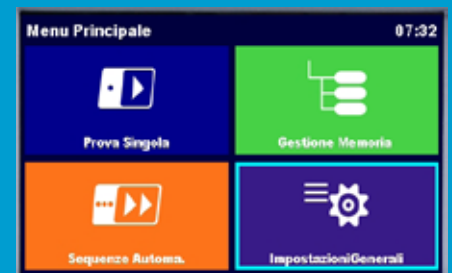 Menu Principale 07:32
Prova Singola
Gestione Memoria
Sequenze Automa.
ImpostazioniGenerali